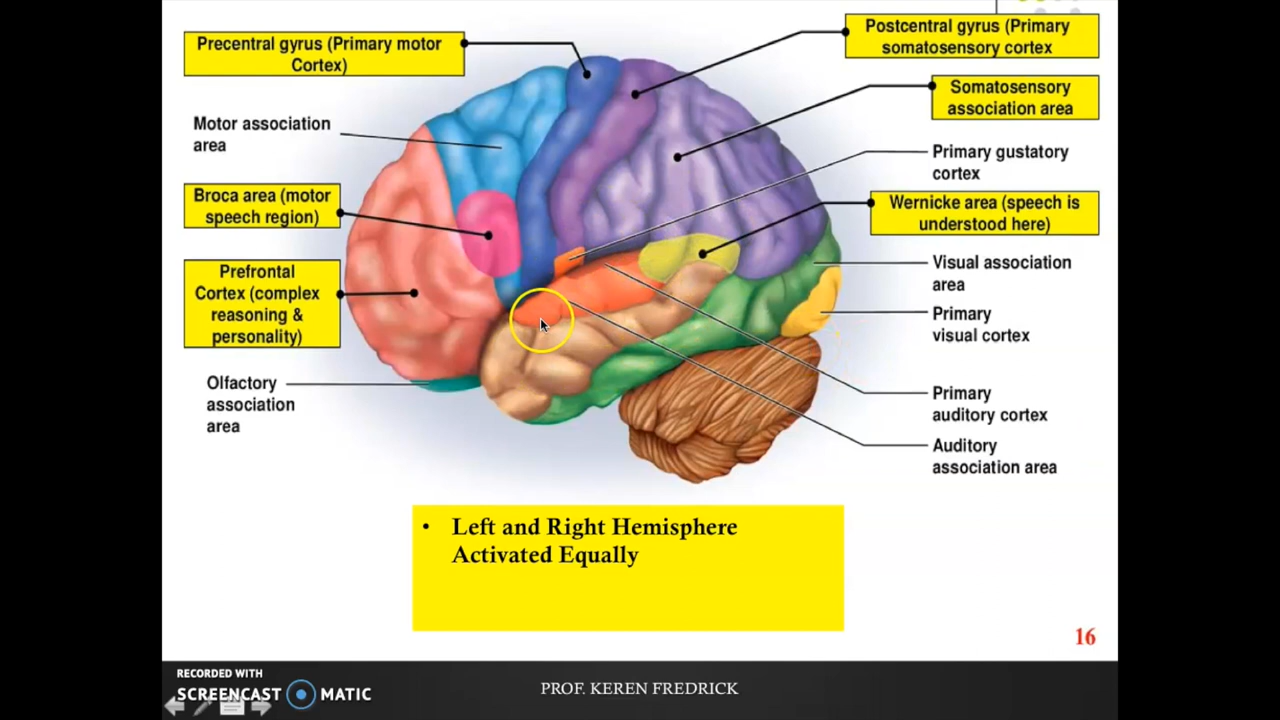 Precentral gyrus (Primary motor
Cortex)
Motor association
area
Broca area (motor
speech region)
Prefrontal
Cortex (complex
reasoning &
personality)
Olfactory
association
area
Postcentral gyrus (Primary
somatosensory cortex
Somatosensory
association area
Primary gustatory
cortex
Wernicke area (speech is
understood here)
Visual association
area
Primary
visual cortex
Primary
auditory cortex
Auditory
association area
• Left and Right Hemisphere
Activated Equally
16
RECORDED WITH
SCREENCAST MATIC
PROF. KEREN FREDRICK